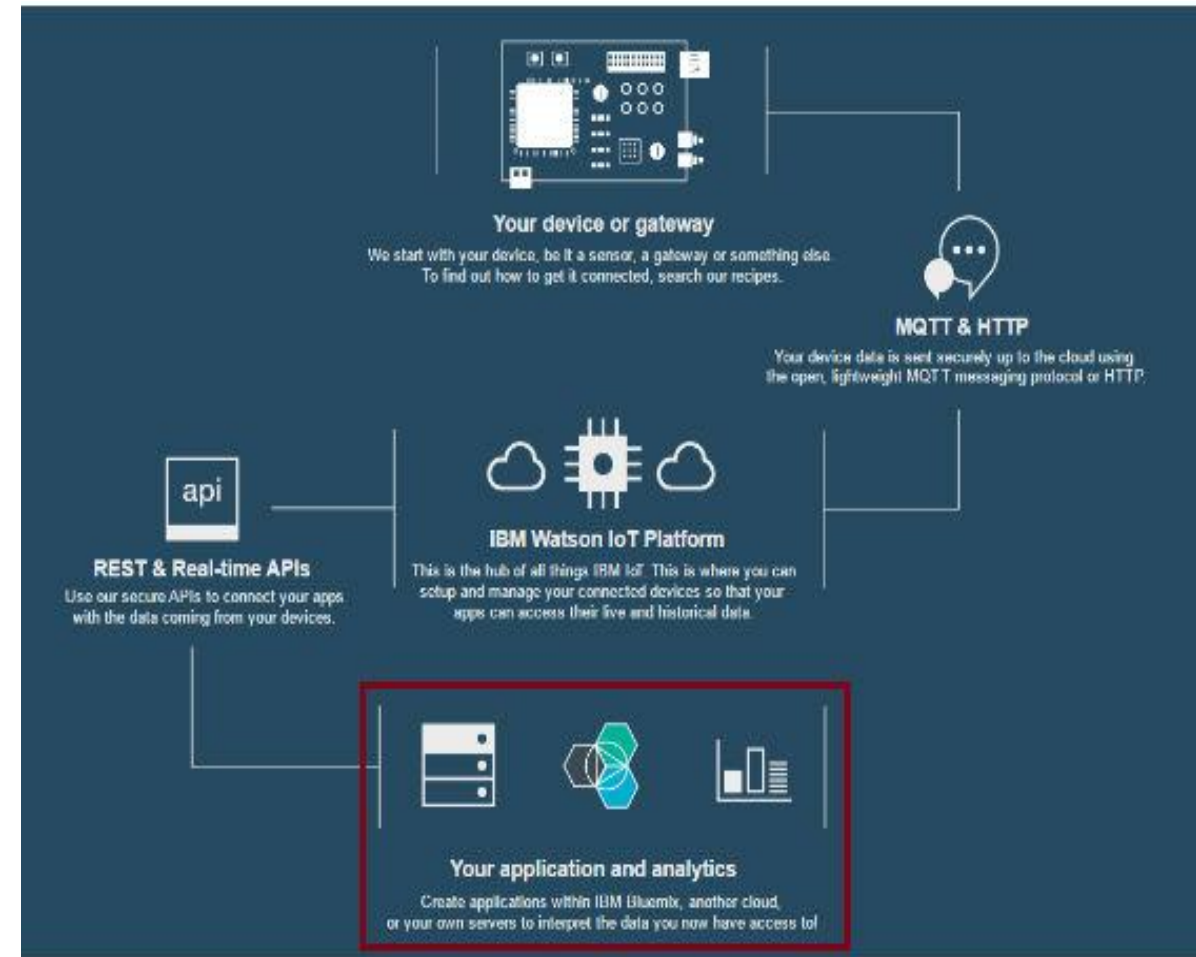 Your device or gateway
We start with your device, be it a sensor, a gateway or something else.
To find out how to get it connected, search our recipes.
MQTT & HTTP
Your device data is sent securely up to the cloud using
the open, lightweight MQTT messaging protocol or HTTP.
api
REST & Real-time APIs
Use our secure APIs to connect your apps
with the data coming from your devices.
IBM Watson IoT Platform
This is the hub of all things IBM IoT. This is where you can
setup and manage your connected devices so that your
apps can access their live and historical data.
Your application and analytics
Create applications within IBM Bluemix, another cloud,
or your own servers to interpret the data you now have access to!